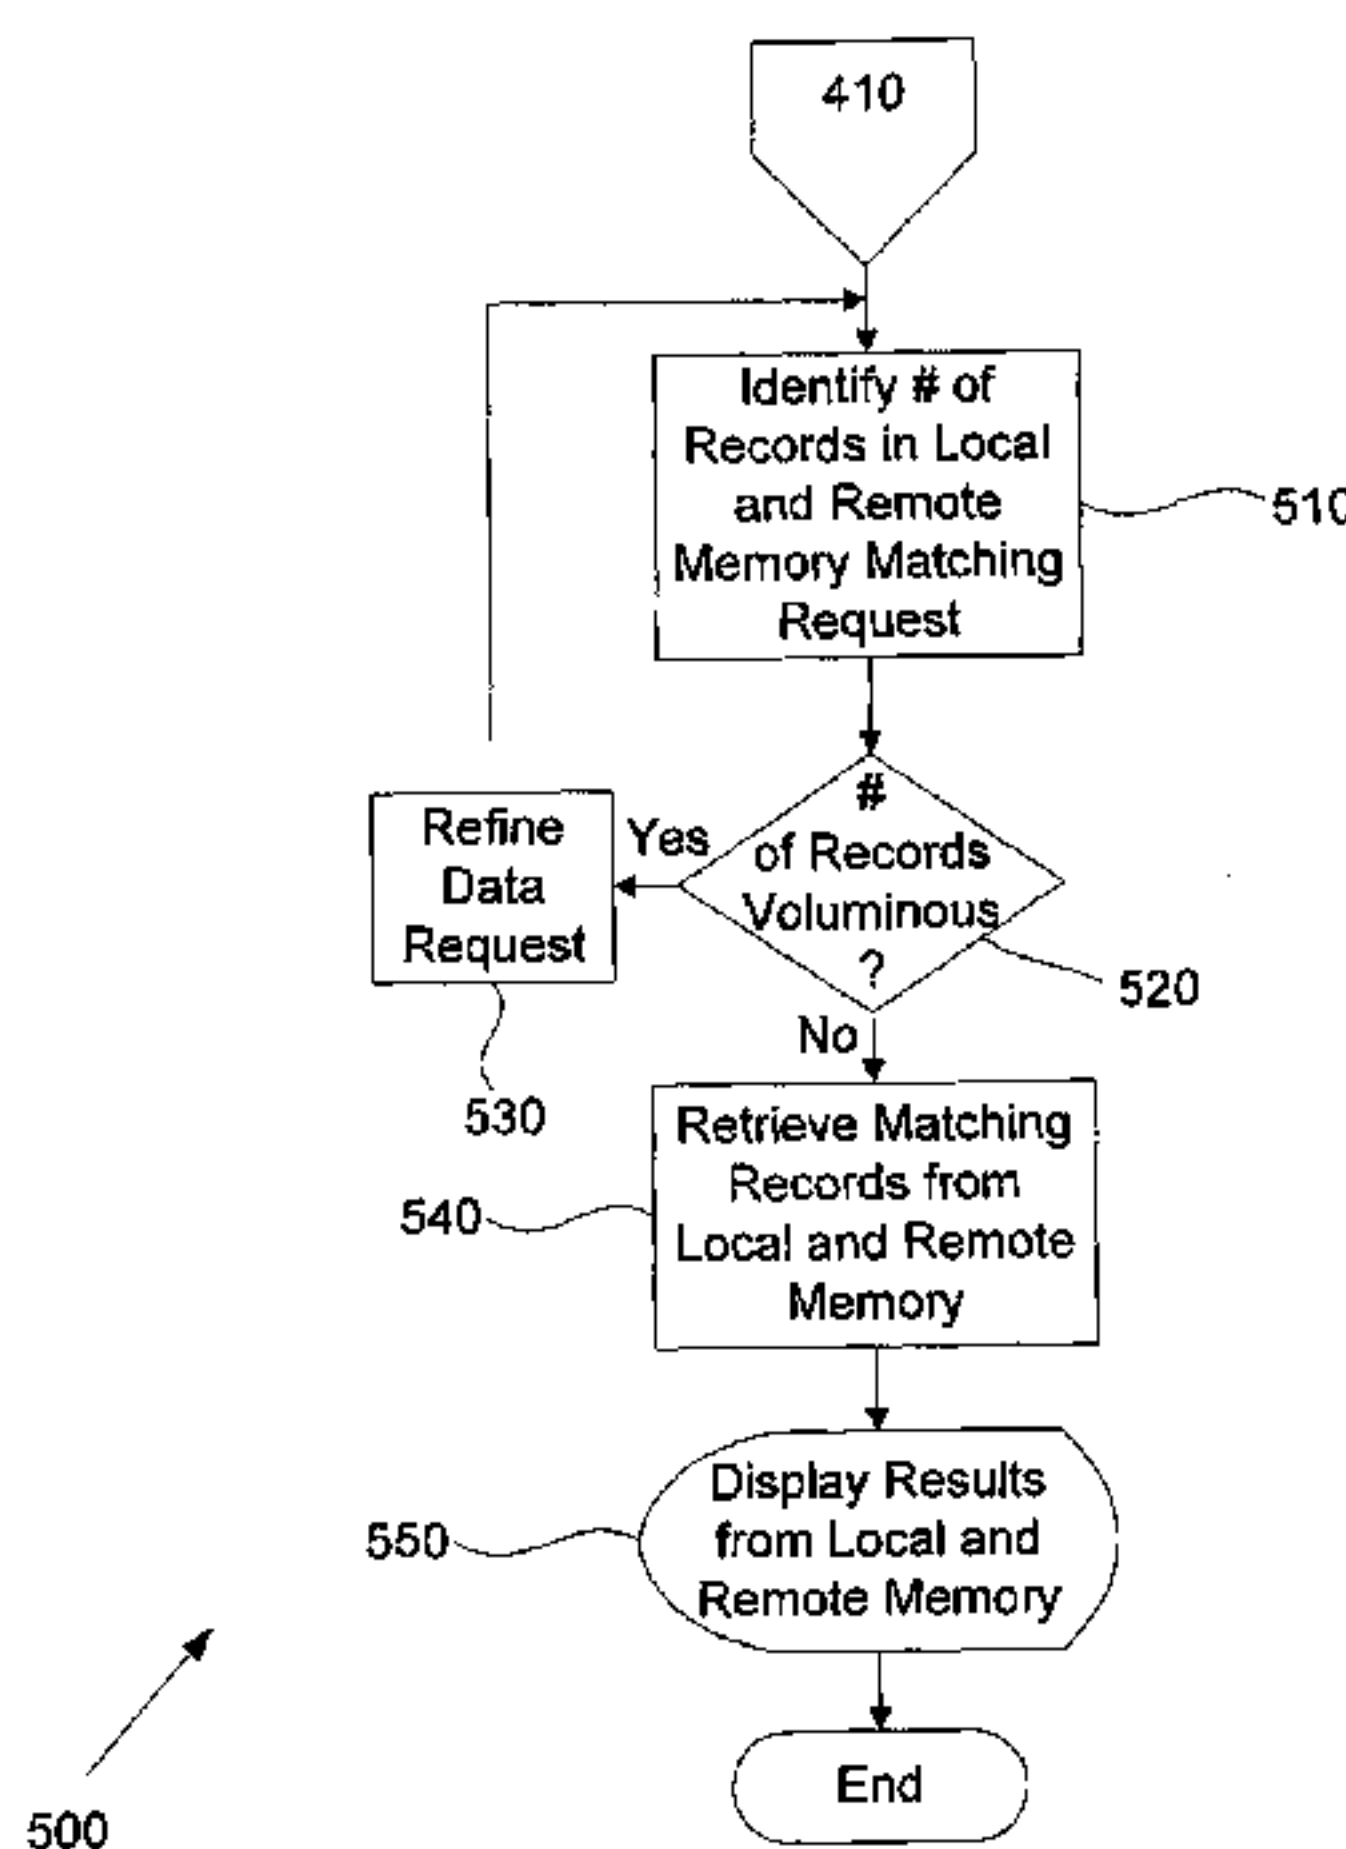 410
Identify # of
Records in Local
and Remote
Memory Matching
Request
510
#
of Records
Voluminous
?
520
Yes
Refine
Data
Request
530
No
Retrieve Matching
Records from
Local and Remote
Memory
540
Display Results
from Local and
Remote Memory
550
End
500